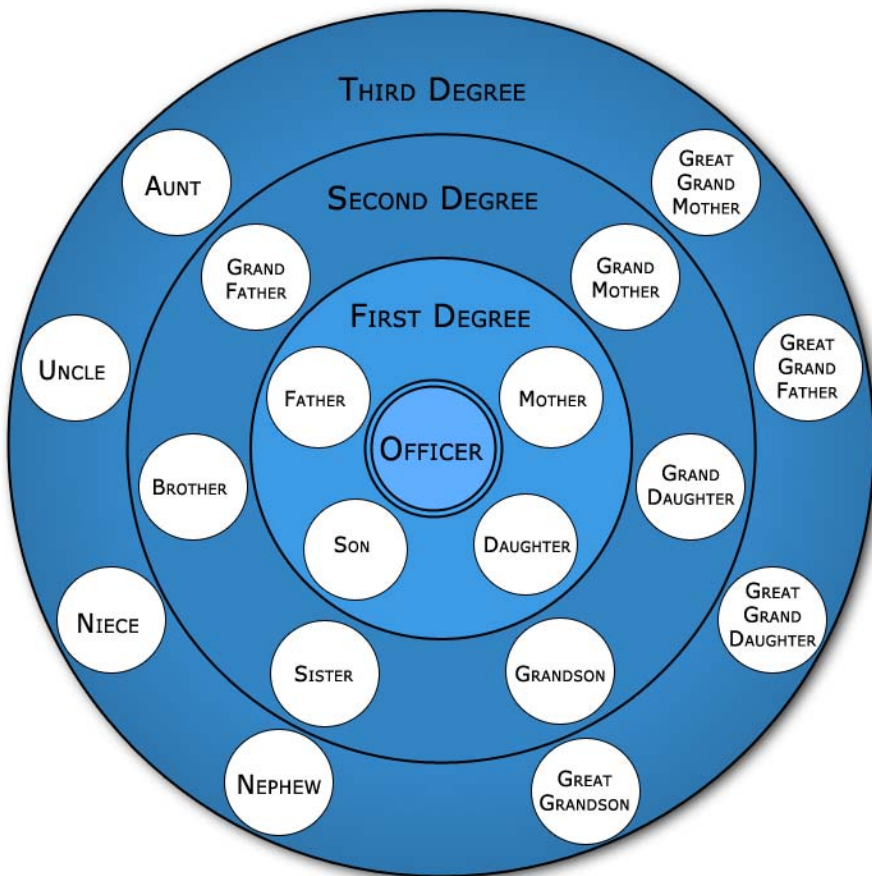 THIRD DEGREE
AUNT
GREAT
GRAND
MOTHER
SECOND DEGREE
GRAND
FATHER
GRAND
MOTHER
FIRST DEGREE
UNCLE
GREAT
GRAND
FATHER
FATHER
MOTHER
OFFICER
BROTHER
GRAND
DAUGHTER
SON
DAUGHTER
NIECE
GREAT
GRAND
DAUGHTER
SISTER
GRANDSON
NEPHEW
GREAT
GRANDSON